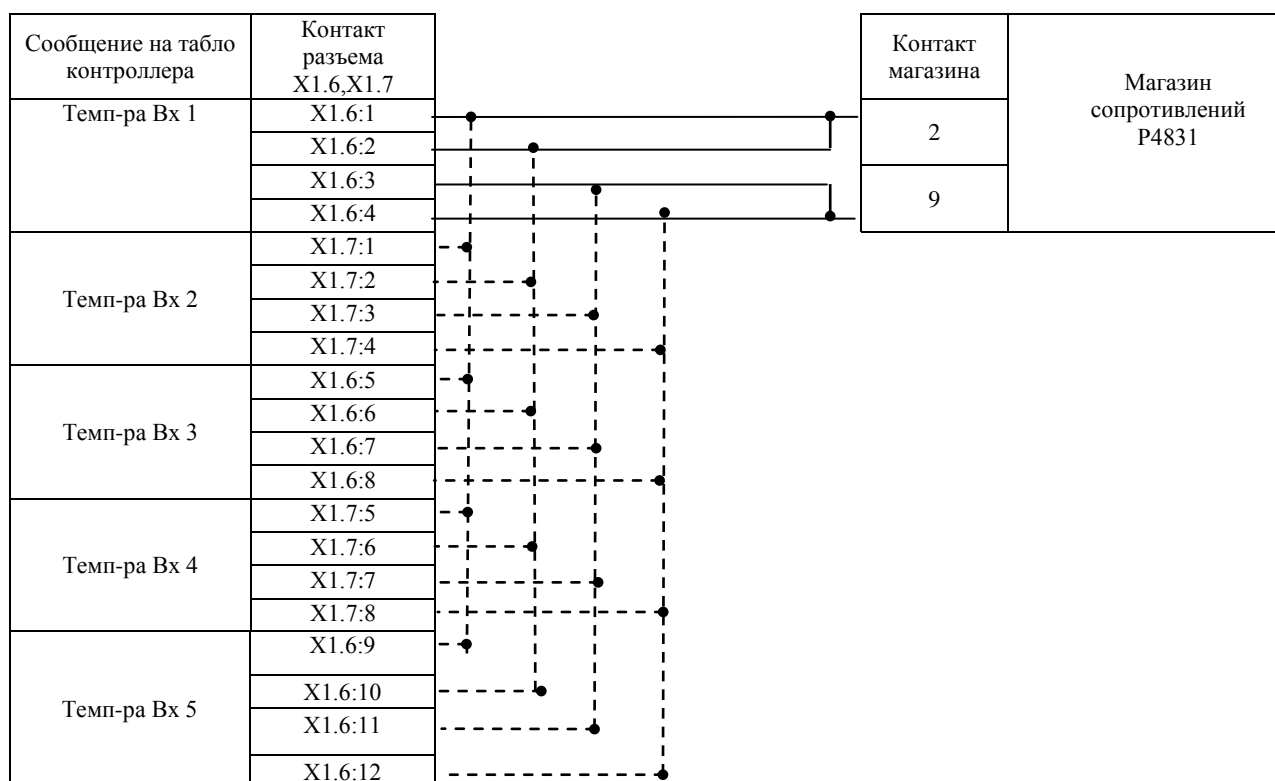 Сообщение на табло
контроллера
Контакт
разъема
X1.6,X1.7
Контакт
магазина
Магазин
сопротивлений
Р4831
Темп-ра Вх 1
X1.6:1
X1.6:2
X1.6:3
X1.6:4
2
9
Темп-ра Вх 2
X1.7:1
X1.7:2
X1.7:3
X1.7:4
Темп-ра Вх 3
X1.6:5
X1.6:6
X1.6:7
X1.6:8
Темп-ра Вх 4
X1.7:5
X1.7:6
X1.7:7
X1.7:8
Темп-ра Вх 5
X1.6:9
X1.6:10
X1.6:11
X1.6:12